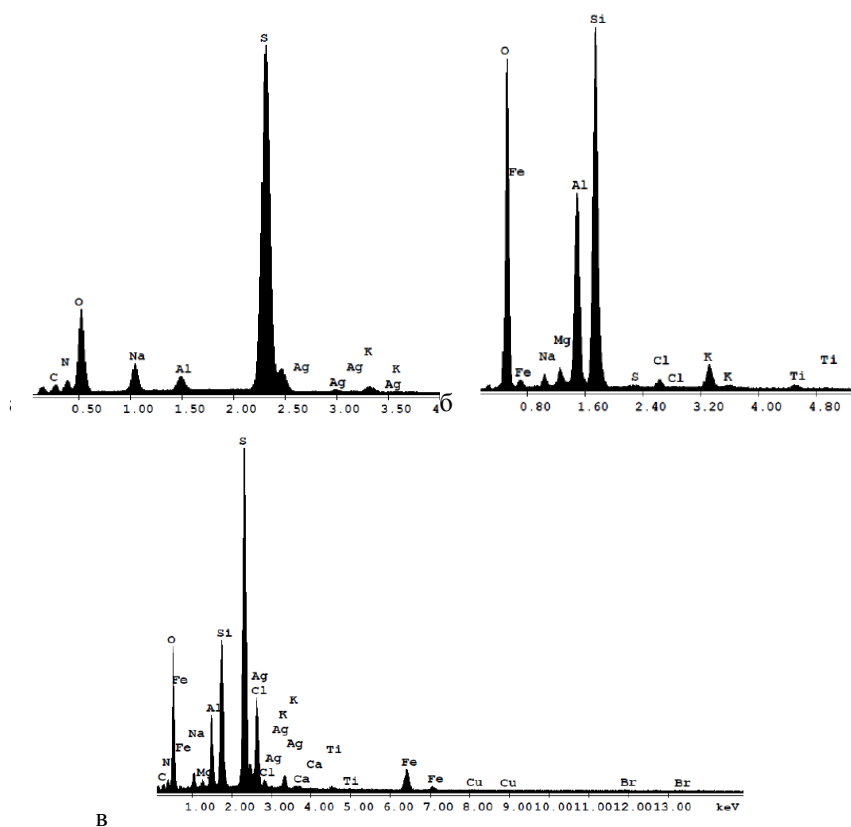 S
O
C
N
Na
Al
Ag
Ag
Ag
K
K
Ag
0.50 1.00 1.50 2.00 2.50 3.00 3.50 4
б
Si
O
Fe
Al
Fe
Na
Mg
S
Cl
Cl
K
K
Ti
Ti
0.80 1.60 2.40 3.20 4.00 4.80
S
O
Si
Fe
Ag
Cl
K
K
Al
Na
Ag
Ag
N
Fe
C
Mg
Ag
Cl
Ca
Ca
Ti
Ti
Fe
Fe
Cu
Cu
Br
Br
1.00 2.00 3.00 4.00 5.00 6.00 7.00 8.00 9.00 10.00 11.00 12.00 13.00 keV
в